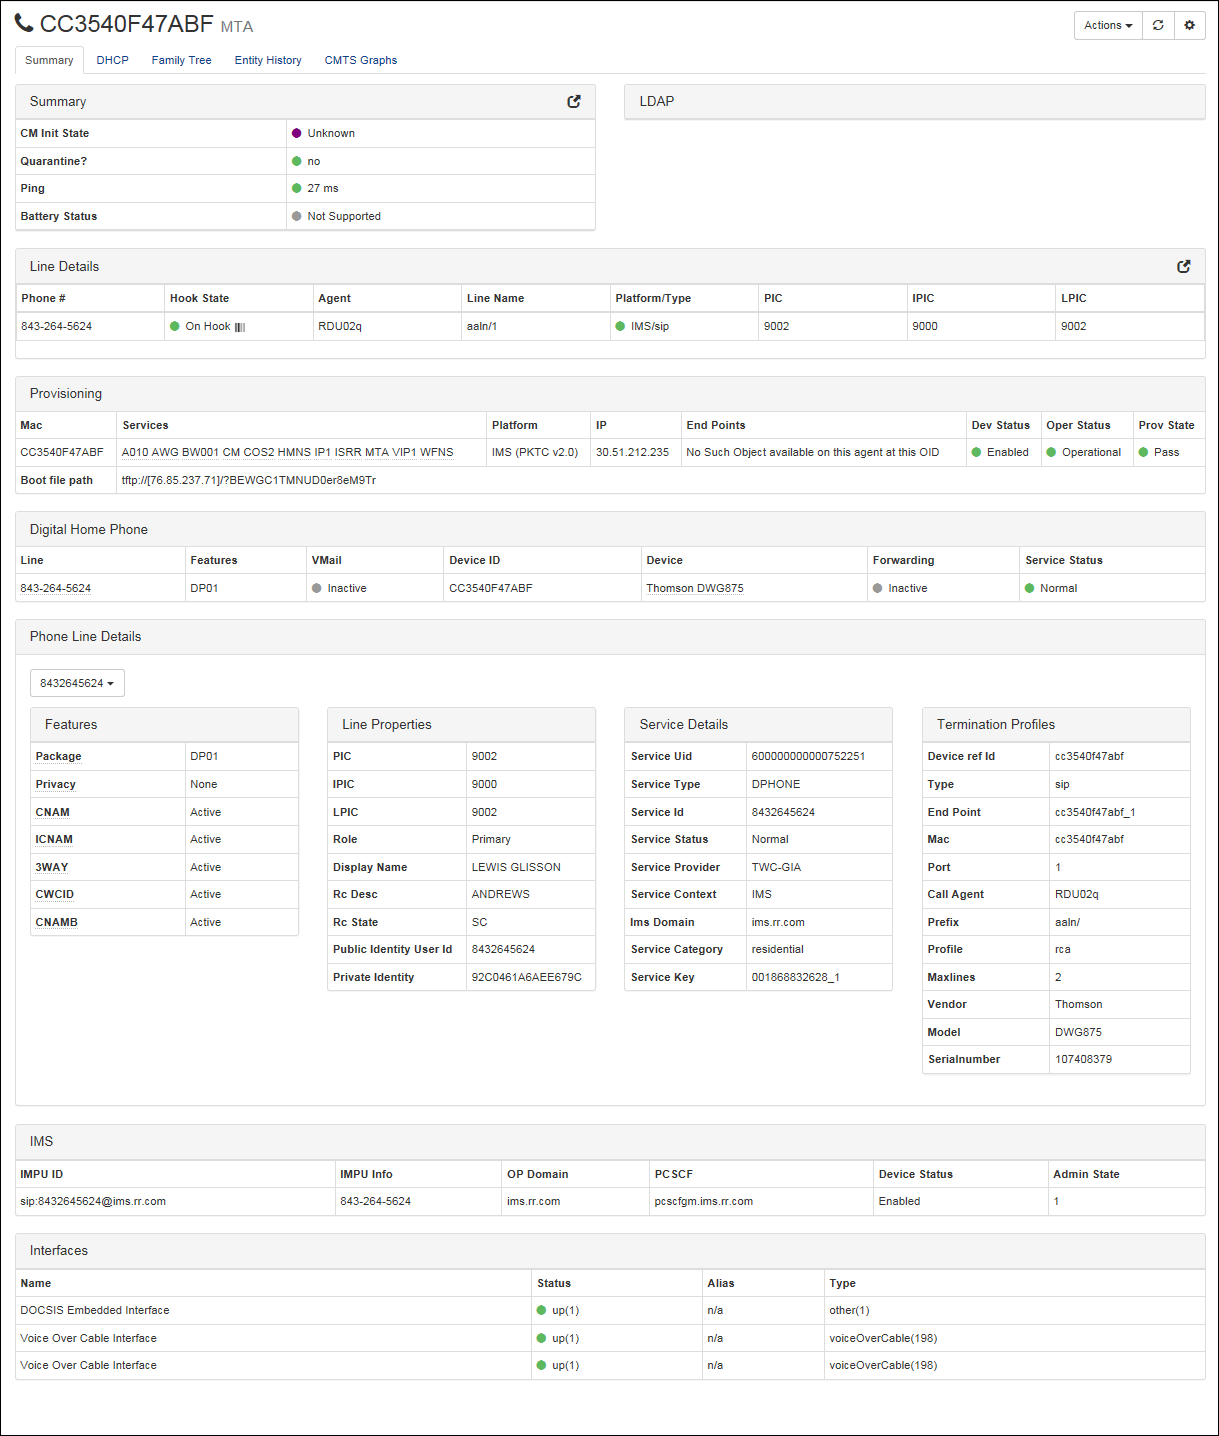 CC3540F47ABF MTA
Actions
Summary DHCP Family Tree Entity History CMTS Graphs
Summary
CM Init State Unknown
Quarantine? no
Ping 27 ms
Battery Status Not Supported
LDAP
Line Details
Phone # Hook State Agent Line Name Platform/Type PIC IPIC LPIC
843-264-5624 On Hook RDU02q aaln/1 IMS/sip 9002 9000 9002
Provisioning
Mac Services Platform IP End Points Dev Status Oper Status Prov State
CC3540F47ABF A010 AWG BW001 CM COS2 HMNS IP1 ISRR MTA VIP1 WFNS IMS (PKTC v2.0) 30.51.212.235 No Such Object available on this agent at this OID Enabled Operational Pass
Boot file path tftp://[76.85.237.71]/?BEWGC1TMNUD0er8eM9Tr
Digital Home Phone
Line Features VMail Device ID Device Forwarding Service Status
843-264-5624 DP01 Inactive CC3540F47ABF Thomson DWG875 Inactive Normal
Phone Line Details
8432645624
Features
Package DP01
Privacy None
CNAM Active
ICNAM Active
3WAY Active
CWCID Active
CNAMB Active
Line Properties
PIC 9002
IPIC 9000
LPIC 9002
Role Primary
Display Name LEWIS GLISSON
Rc Desc ANDREWS
Rc State SC
Public Identity User Id 8432645624
Private Identity 92C0461A6AEE679C
Service Details
Service Uid 600000000000752251
Service Type DPHONE
Service Id 8432645624
Service Status Normal
Service Provider TWC-GIA
Service Context IMS
Ims Domain ims.rr.com
Service Category residential
Service Key 001868832628_1
Termination Profiles
Device ref Id cc3540f47abf
Type sip
End Point cc3540f47abf_1
Mac cc3540f47abf
Port 1
Call Agent RDU02q
Prefix aaln/
Profile rca
Maxlines 2
Vendor Thomson
Model DWG875
Serialnumber 107408379
IMS
IMPU ID IMPU Info OP Domain PCSCF Device Status Admin State
sip:8432645624@ims.rr.com 843-264-5624 ims.rr.com pcscfgm.ims.rr.com Enabled 1
Interfaces
Name Status Alias Type
DOCSIS Embedded Interface up(1) n/a other(1)
Voice Over Cable Interface up(1) n/a voiceOverCable(198)
Voice Over Cable Interface up(1) n/a voiceOverCable(198)